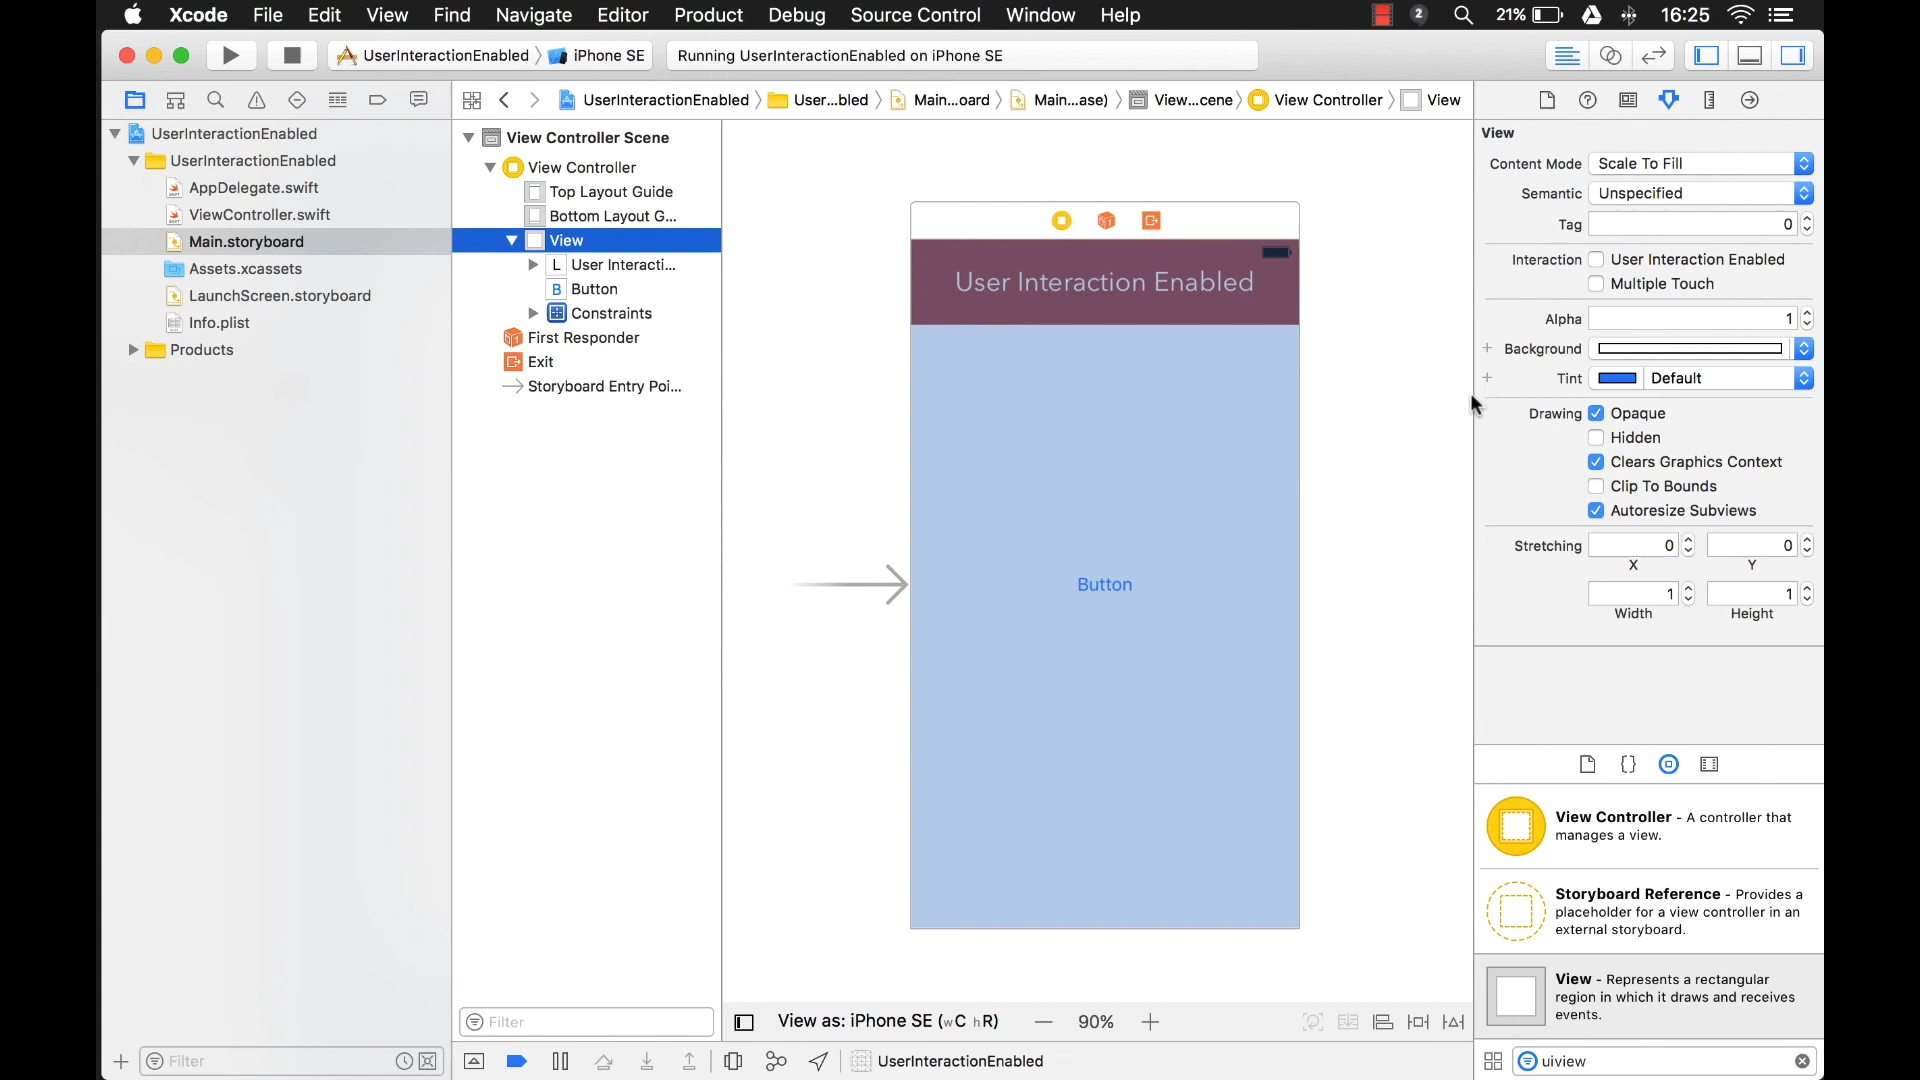 Xcode File Edit View Find Navigate Editor Product Debug Source Control Window Help 2 21% 16:25
UserInteractionEnabled iPhone SE Running UserInteractionEnabled on iPhone SE
UserInteractionEnabled User...bled Main...oard Main...ase) View...cene View Controller View
UserInteractionEnabled
UserInteractionEnabled
AppDelegate.swift
ViewController.swift
Main.storyboard
Assets.xcassets
LaunchScreen.storyboard
Info.plist
Products
Filter
View Controller Scene
View Controller
Top Layout Guide
Bottom Layout G...
View
L User Interacti...
B Button
Constraints
First Responder
Exit
Storyboard Entry Poi...
Filter
User Interaction Enabled
Button
View as: iPhone SE (wC hR) 90%
UserInteractionEnabled
View
Content Mode Scale To Fill
Semantic Unspecified
Tag 0
Interaction User Interaction Enabled
Multiple Touch
Alpha 1
Background
Tint Default
Drawing Opaque
Hidden
Clears Graphics Context
Clip To Bounds
Autoresize Subviews
Stretching 0 0
X Y
1 1
Width Height
View Controller - A controller that
manages a view.
Storyboard Reference - Provides a
placeholder for a view controller in an
external storyboard.
View - Represents a rectangular
region in which it draws and receives
events.
uiview